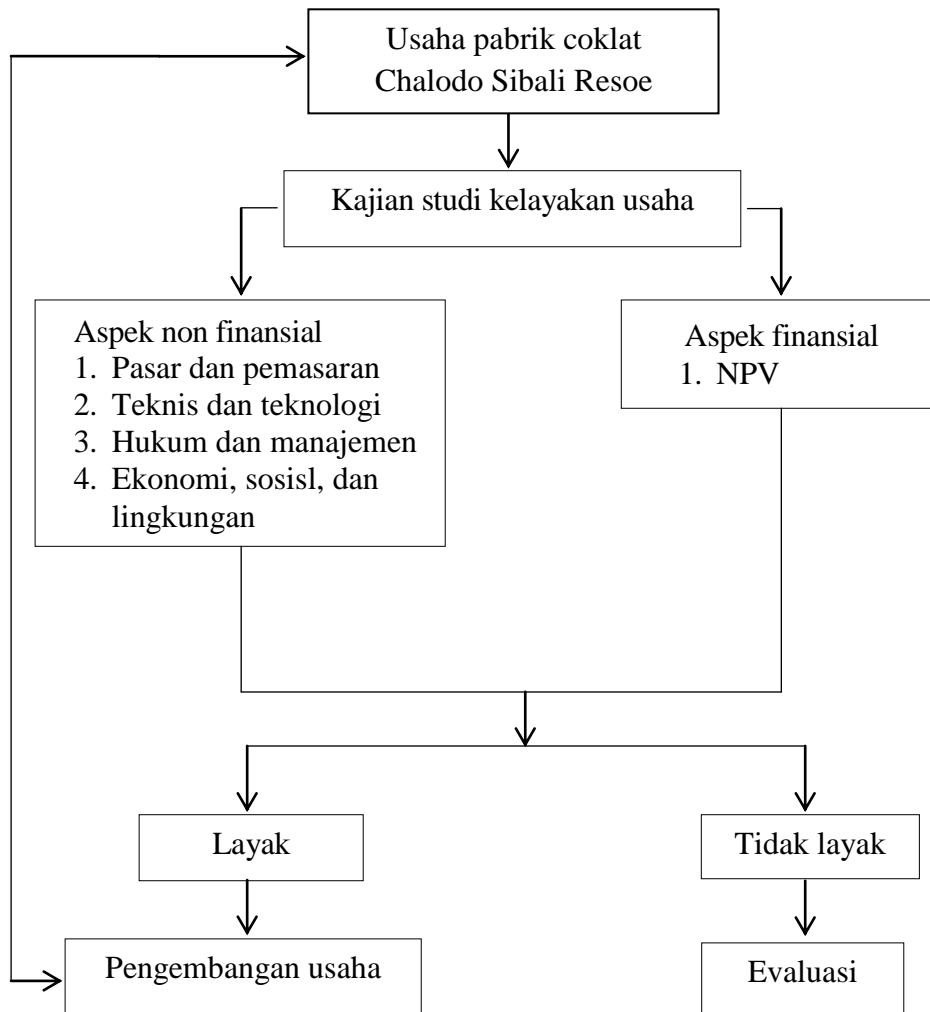 Usaha pabrik coklat
Chalodo Sibali Resoe
Kajian studi kelayakan usaha
Aspek non finansial
1. Pasar dan pemasaran
2. Teknis dan teknologi
3. Hukum dan manajemen
4. Ekonomi, sosisl, dan
lingkungan
Aspek finansial
1. NPV
Layak
Tidak layak
Pengembangan usaha
Evaluasi